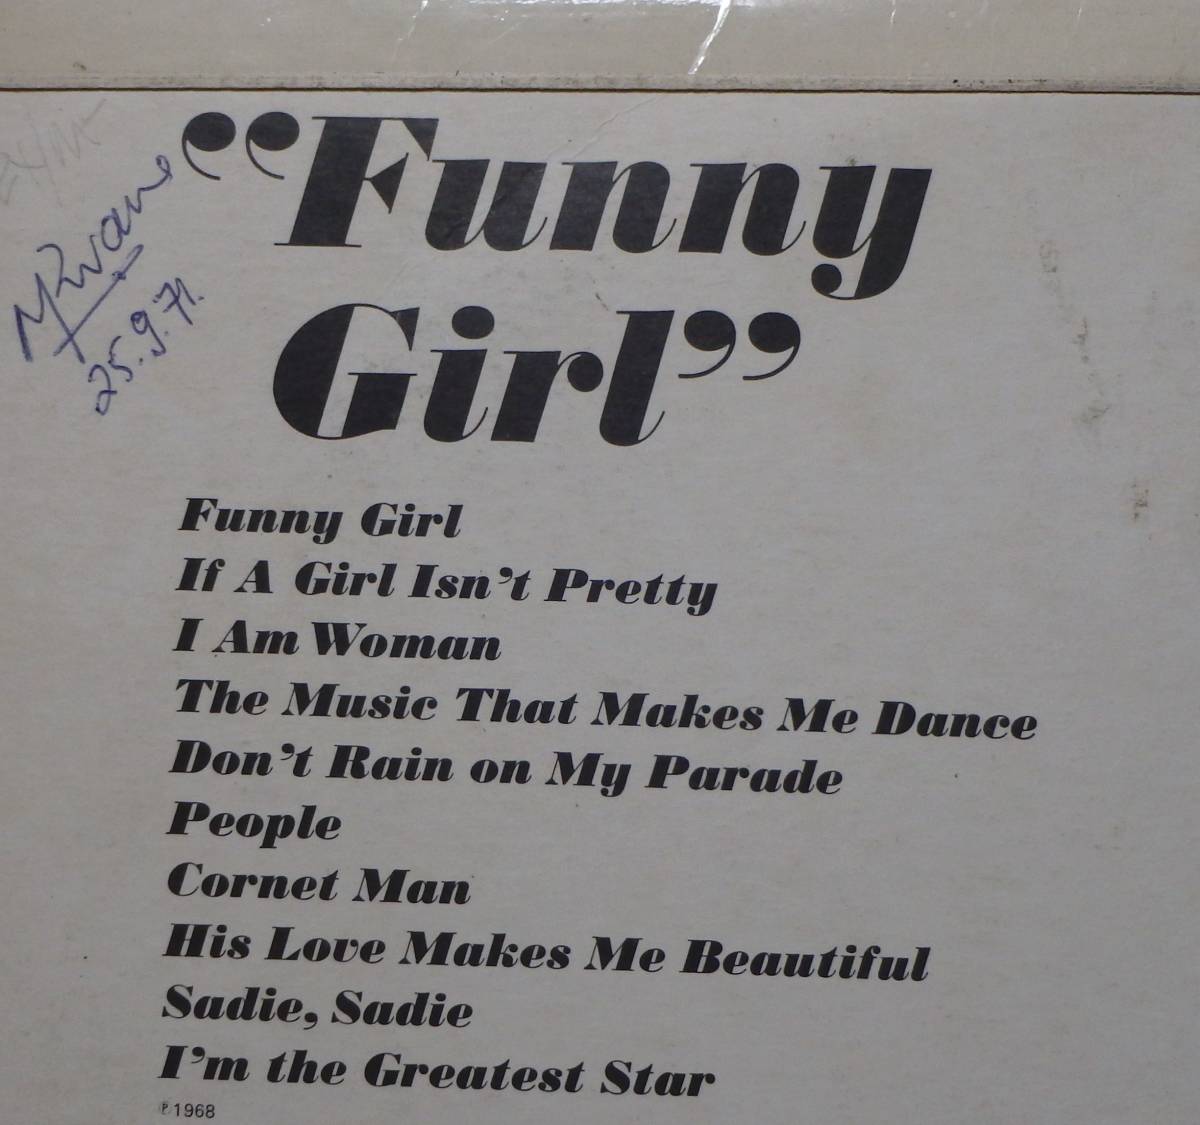 “Funny
Girl”
25.9.71.
Funny Girl
If A Girl Isn’t Pretty
I Am Woman
The Music That Makes Me Dance
Don’t Rain on My Parade
People
Cornet Man
His Love Makes Me Beautiful
Sadie, Sadie
I’m the Greatest Star
℗1968